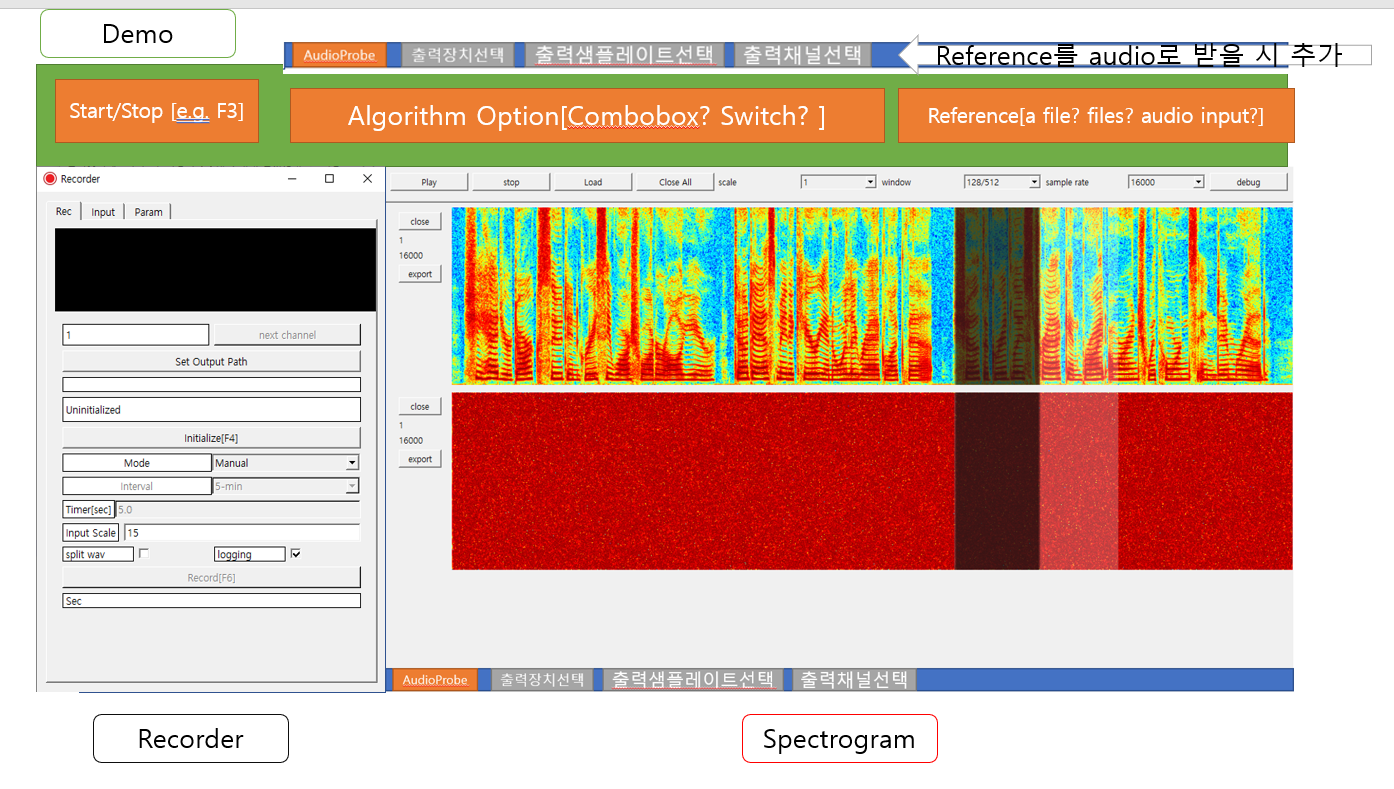 Demo
AudioProbe 출력장치선택 출력샘플레이트선택 출력채널선택 Reference를 audio로 받을 시 추가
Start/Stop [e.g. F3] Algorithm Option[Combobox? Switch? ] Reference[a file? files? audio input?]
Recorder
Rec Input Param
1 next channel
Set Output Path
Uninitialized
Initialize[F4]
Mode Manual
Interval 5-min
Timer[sec] 5.0
Input Scale 15
split wav logging
Record[F6]
Sec
Play stop Load Close All scale 1 window 128/512 sample rate 16000 debug
close
1
16000
export
close
1
16000
export
AudioProbe 출력장치선택 출력샘플레이트선택 출력채널선택
Recorder Spectrogram